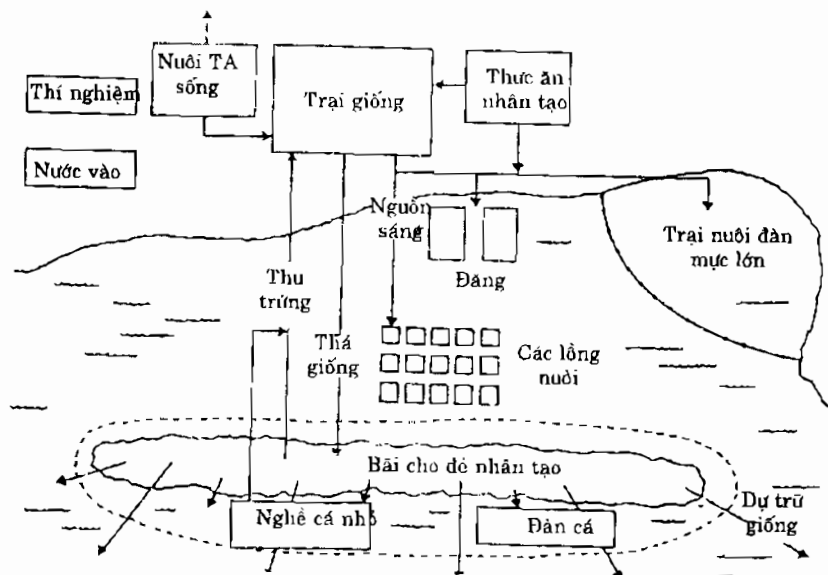 Nuôi TA
sống
Trại giống
Thức ăn
nhân tạo
Thí nghiệm
Nước vào
Nguồn
sáng
Trại nuôi đàn
mực lớn
Đăng
Thu
trứng
Thả
giống
Các lồng
nuôi
Bãi cho đẻ nhân tạo
Nghề cá nhỏ
Đàn cá
Dự trữ
giống